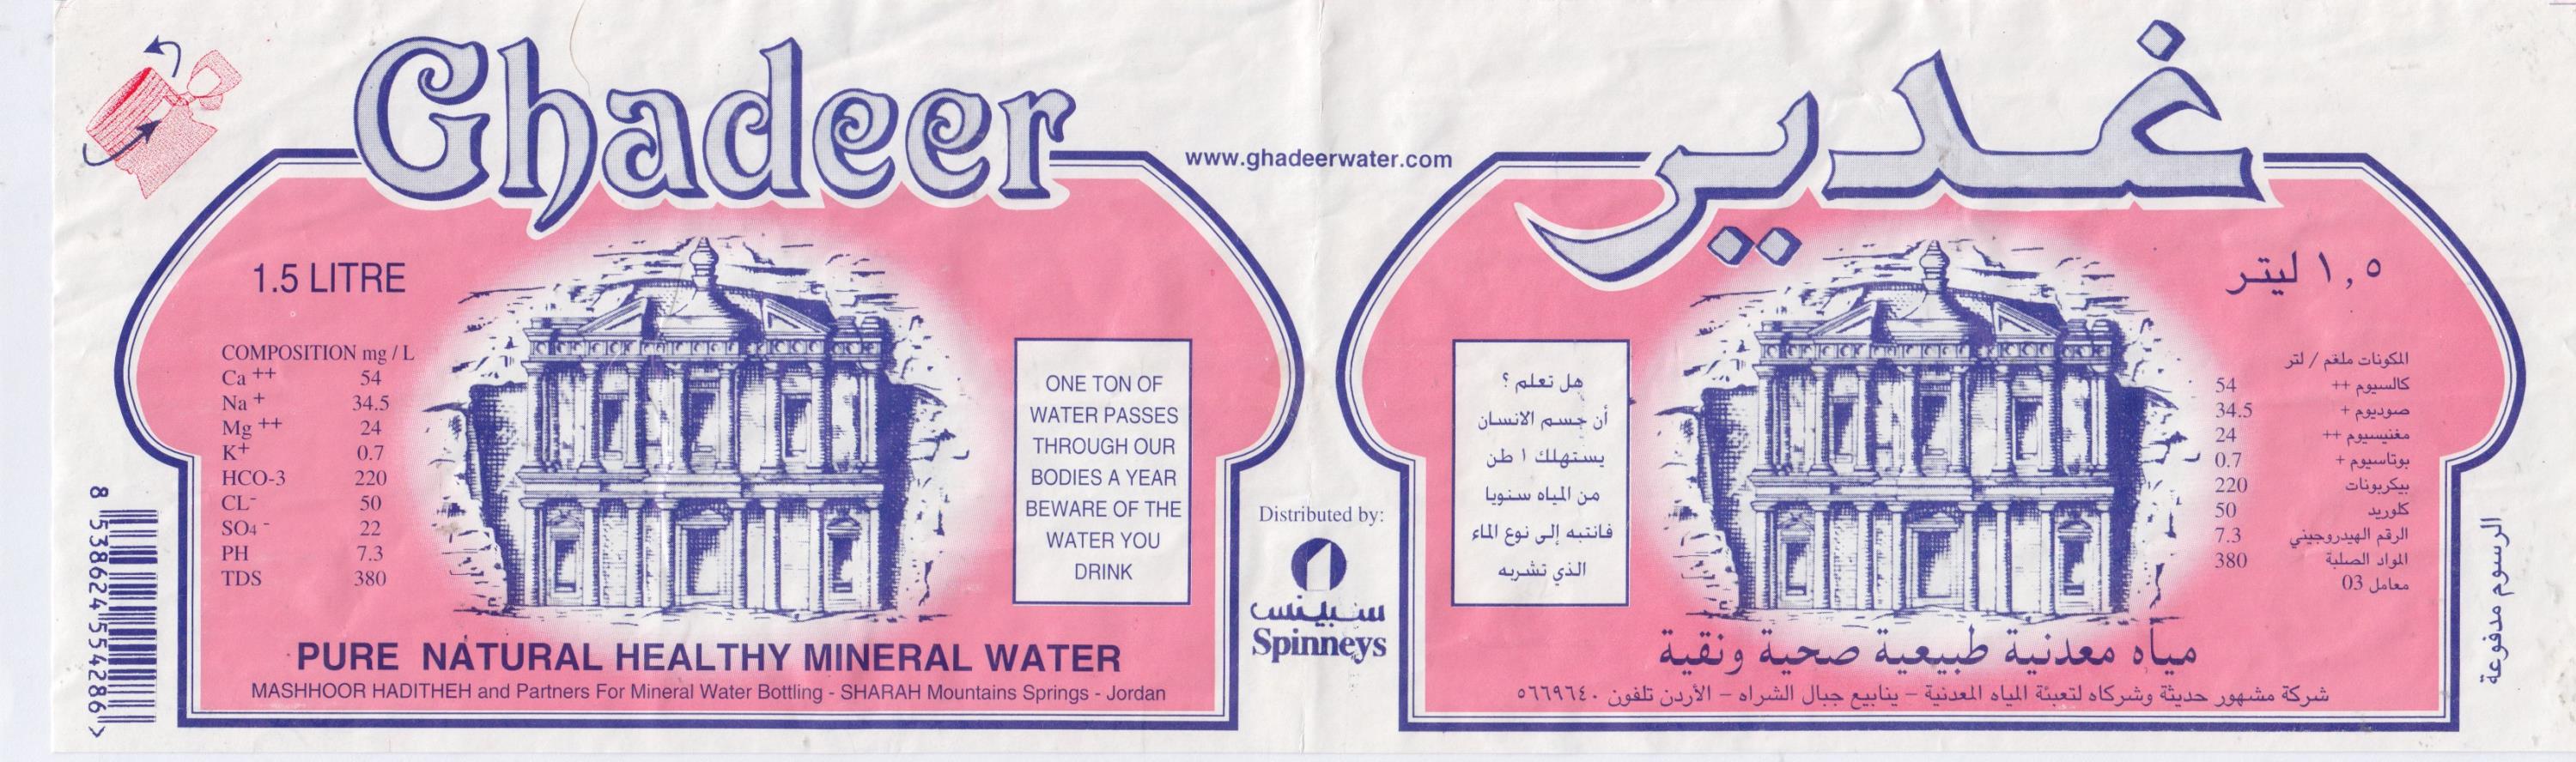 Ghadeer
1.5 LITRE
COMPOSITION mg / L
Ca ++ 54
Na + 34.5
Mg ++ 24
K+ 0.7
HCO-3 220
CL- 50
SO4 - 22
PH 7.3
TDS 380
ONE TON OF
WATER PASSES
THROUGH OUR
BODIES A YEAR
BEWARE OF THE
WATER YOU
DRINK
PURE NATURAL HEALTHY MINERAL WATER
MASHHOOR HADITHEH and Partners For Mineral Water Bottling - SHARAH Mountains Springs - Jordan
8 538624 554286 >
www.ghadeerwater.com
Distributed by:
سبينس
Spinneys
غدير
١,٥ ليتر
المكونات ملغم / لتر
كالسيوم ++ 54
صوديوم + 34.5
مغنيسيوم ++ 24
بوتاسيوم + 0.7
بيكربونات 220
كلوريد 50
الرقم الهيدروجيني 7.3
المواد الصلبة 380
معامل 03
هل تعلم ؟
أن جسم الانسان
يستهلك ١ طن
من المياه سنويا
فانتبه إلى نوع الماء
الذي تشربه
مياه معدنية طبيعية صحية ونقية
شركة مشهور حديثة وشركاه لتعبئة المياه المعدنية – ينابيع جبال الشراه – الأردن تلفون ٥٦٦٩٦٤٠
الرسوم مدفوعة